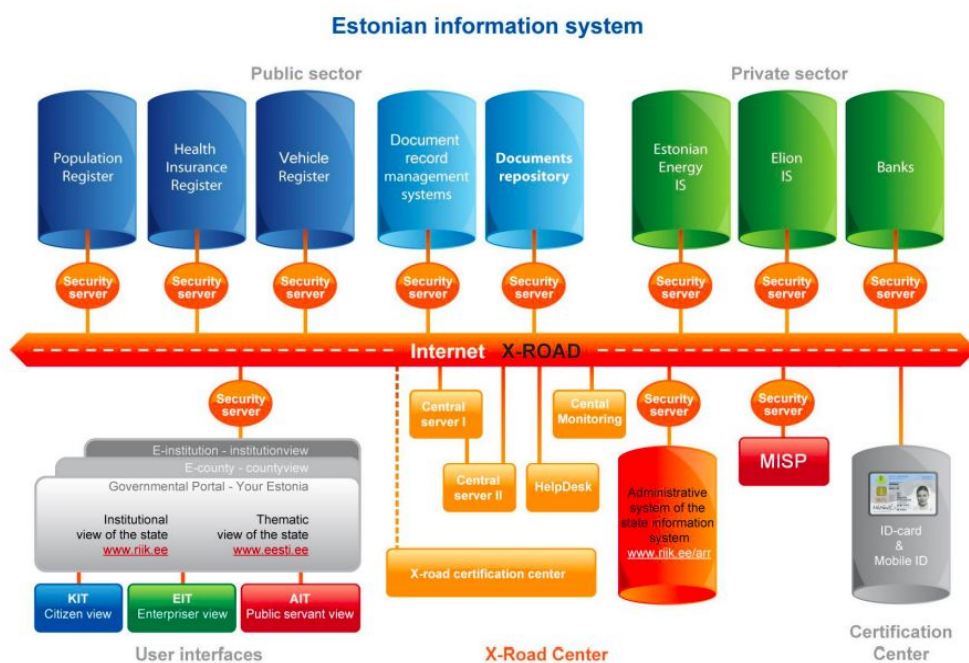 Estonian information system
Public sector
Private sector
Population
Register
Health
Insurance
Register
Vehicle
Register
Document
record
management
systems
Documents
repository
Estonian
Energy
IS
Elion
IS
Banks
Security
server
Security
server
Security
server
Security
server
Security
server
Security
server
Security
server
Security
server
Internet X-ROAD
Security
server
Central
server I
Cental
Monitoring
Security
server
Security
server
E-institution - institutionview
E-county - countyview
Governmental Portal - Your Estonia
Institutional
view of the state
www.riik.ee
Thematic
view of the state
www.eesti.ee
Central
server II
HelpDesk
Administrative
system of the
state information
system
www.riik.ee/arr
MISP
ID-card
&
Mobile ID
X-road certification center
KIT
Citizen view
EIT
Enterpriser view
AIT
Public servant view
User interfaces
X-Road Center
Certification
Center